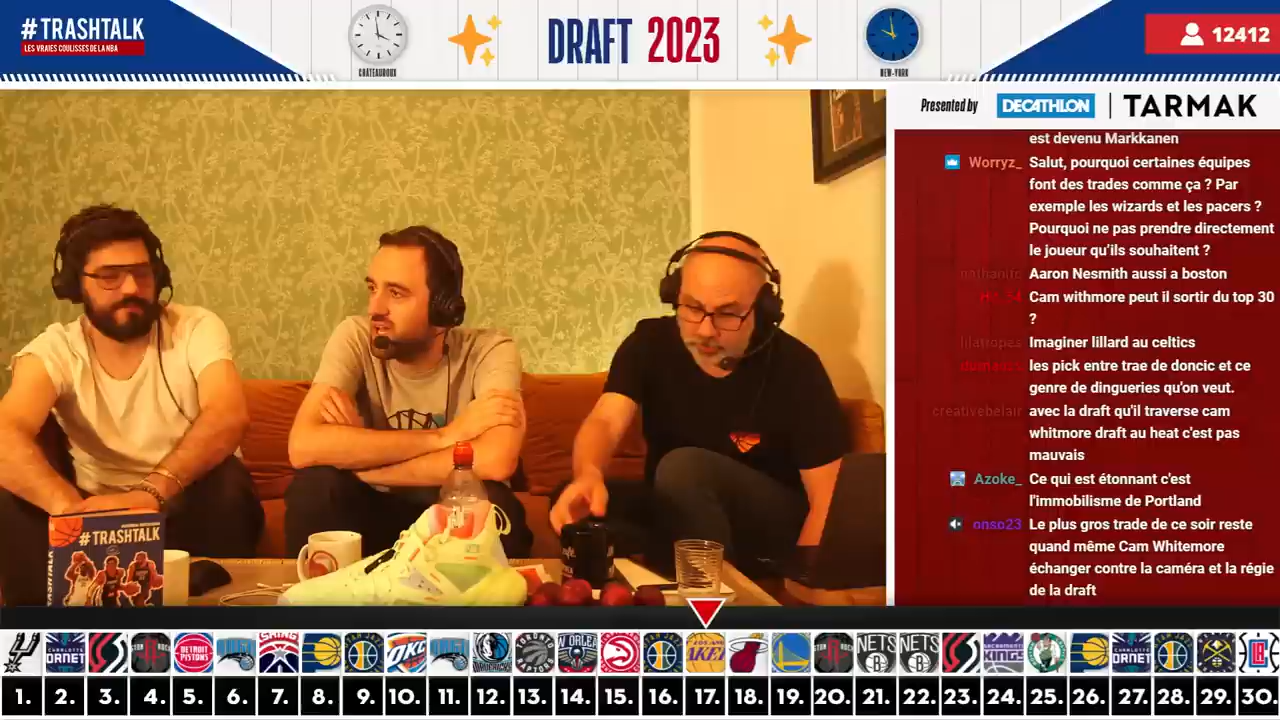 #TRASHTALK
LES VRAIES COULISSES DE LA NBA
CHÂTEAUROUX
DRAFT 2023
NEW-YORK
12412
Presented by DECATHLON | TARMAK
est devenu Markkanen
Worryz_ Salut, pourquoi certaines équipes
font des trades comme ça ? Par
exemple les wizards et les pacers ?
Pourquoi ne pas prendre directement
le joueur qu'ils souhaitent ?
Aaron Nesmith aussi a boston
Cam withmore peut il sortir du top 30
?
Imaginer lillard au celtics
les pick entre trae de doncic et ce
genre de dingueries qu'on veut.
creativebelair avec la draft qu'il traverse cam
whitmore draft au heat c'est pas
mauvais
Azoke_ Ce qui est étonnant c'est
l'immobilisme de Portland
onso23 Le plus gros trade de ce soir reste
quand même Cam Whitemore
échanger contre la caméra et la régie
de la draft
#TRASHTALK
1. 2. 3. 4. 5. 6. 7. 8. 9. 10. 11. 12. 13. 14. 15. 16. 17. 18. 19. 20. 21. 22. 23. 24. 25. 26. 27. 28. 29. 30.